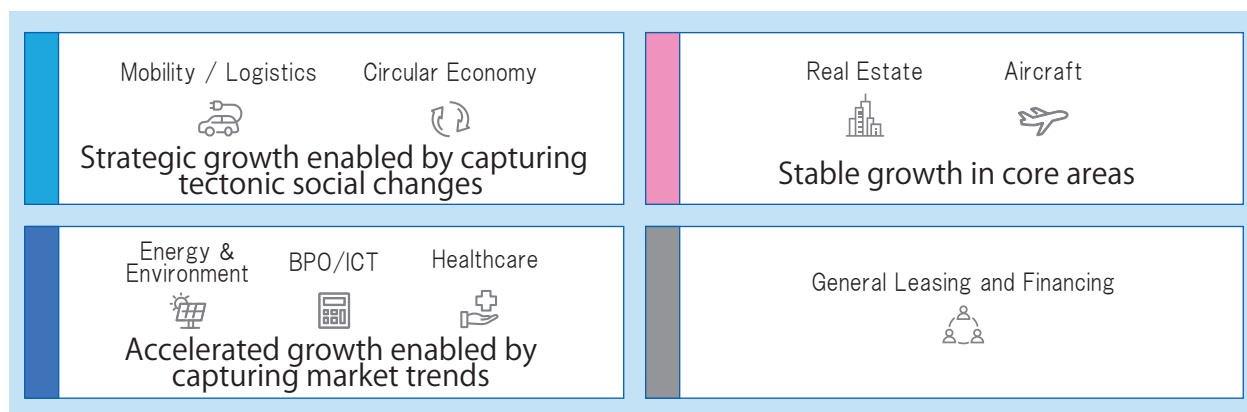 Mobility / Logistics
Circular Economy
Strategic growth enabled by capturing
tectonic social changes
Real Estate
Aircraft
Stable growth in core areas
Energy &
Environment
BPO/ICT
Healthcare
Accelerated growth enabled by
capturing market trends
General Leasing and Financing